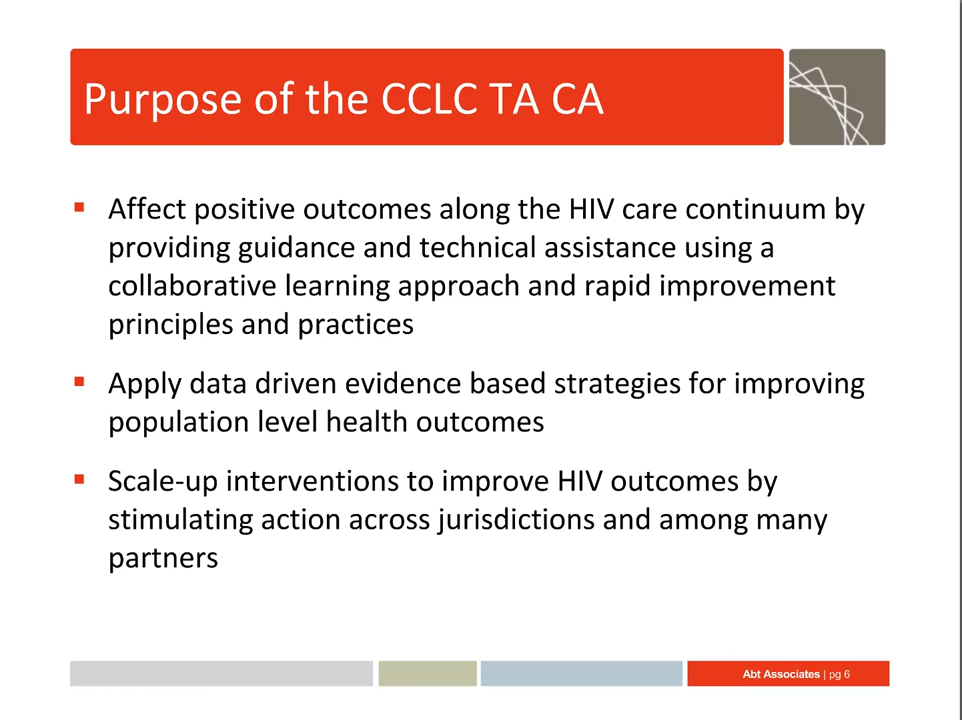 Purpose of the CCLC TA CA
Affect positive outcomes along the HIV care continuum by
providing guidance and technical assistance using a
collaborative learning approach and rapid improvement
principles and practices
Apply data driven evidence based strategies for improving
population level health outcomes
Scale-up interventions to improve HIV outcomes by
stimulating action across jurisdictions and among many
partners
Abt Associates | pg 6